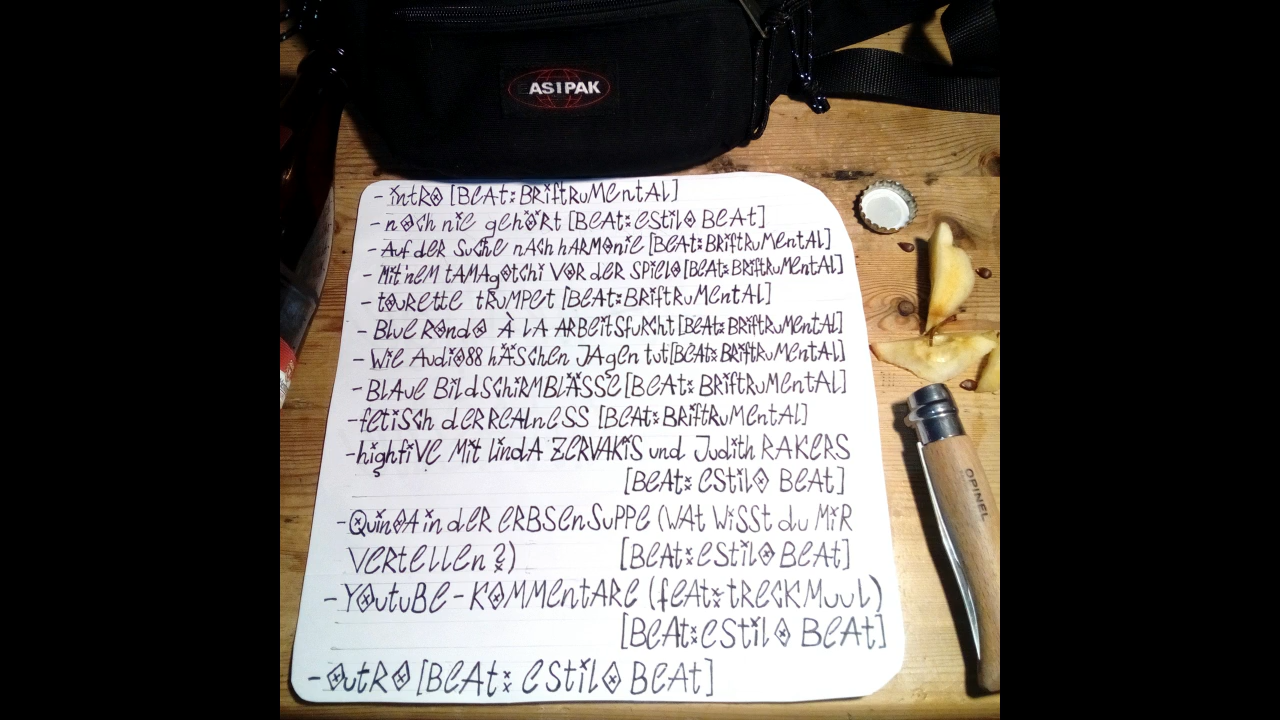 ASIPAK
- intRO [BeAt: BRiftRuMentAl]
- noch nie gehört [BeAt: eStilO BeAt]
- Auf der Suche nACh hARMOnie [BeAt: BRiftRuMentAl]
- Mit'neM tAMAgOtchi VOR der SPielO [BeAt: BRiftRuMentAl]
- tOuRette tRuMPet [BeAt: BRiftRuMentAl]
- Blue ROndO À lA ARBeitSfuRCht [BeAt: BRiftRuMentAl]
- Wie AudiO88 hÄSChen JAgen tut [BeAt: BRiftRuMentAl]
- BlAue BildSChiRMBlÄSSe [BeAt: BRiftRuMentAl]
- fetiSch der ReAlneSS [BeAt: BRiftRuMentAl]
- highfiVe Mit lindA ZeRVAKiS und Judith RAKeRS
[BeAt: eStilO BeAt]
- QuinOA in deR eRBSenSuPPe (WAt WiSSt du MiR
VeRtellen?) [BeAt: eStilO BeAt]
- YOutuBe - KOMMentARe (feAt: tReCKMuul)
[BeAt: eStilO BeAt]
- OutRO [BeAt: eStilO BeAt]
OPINEL